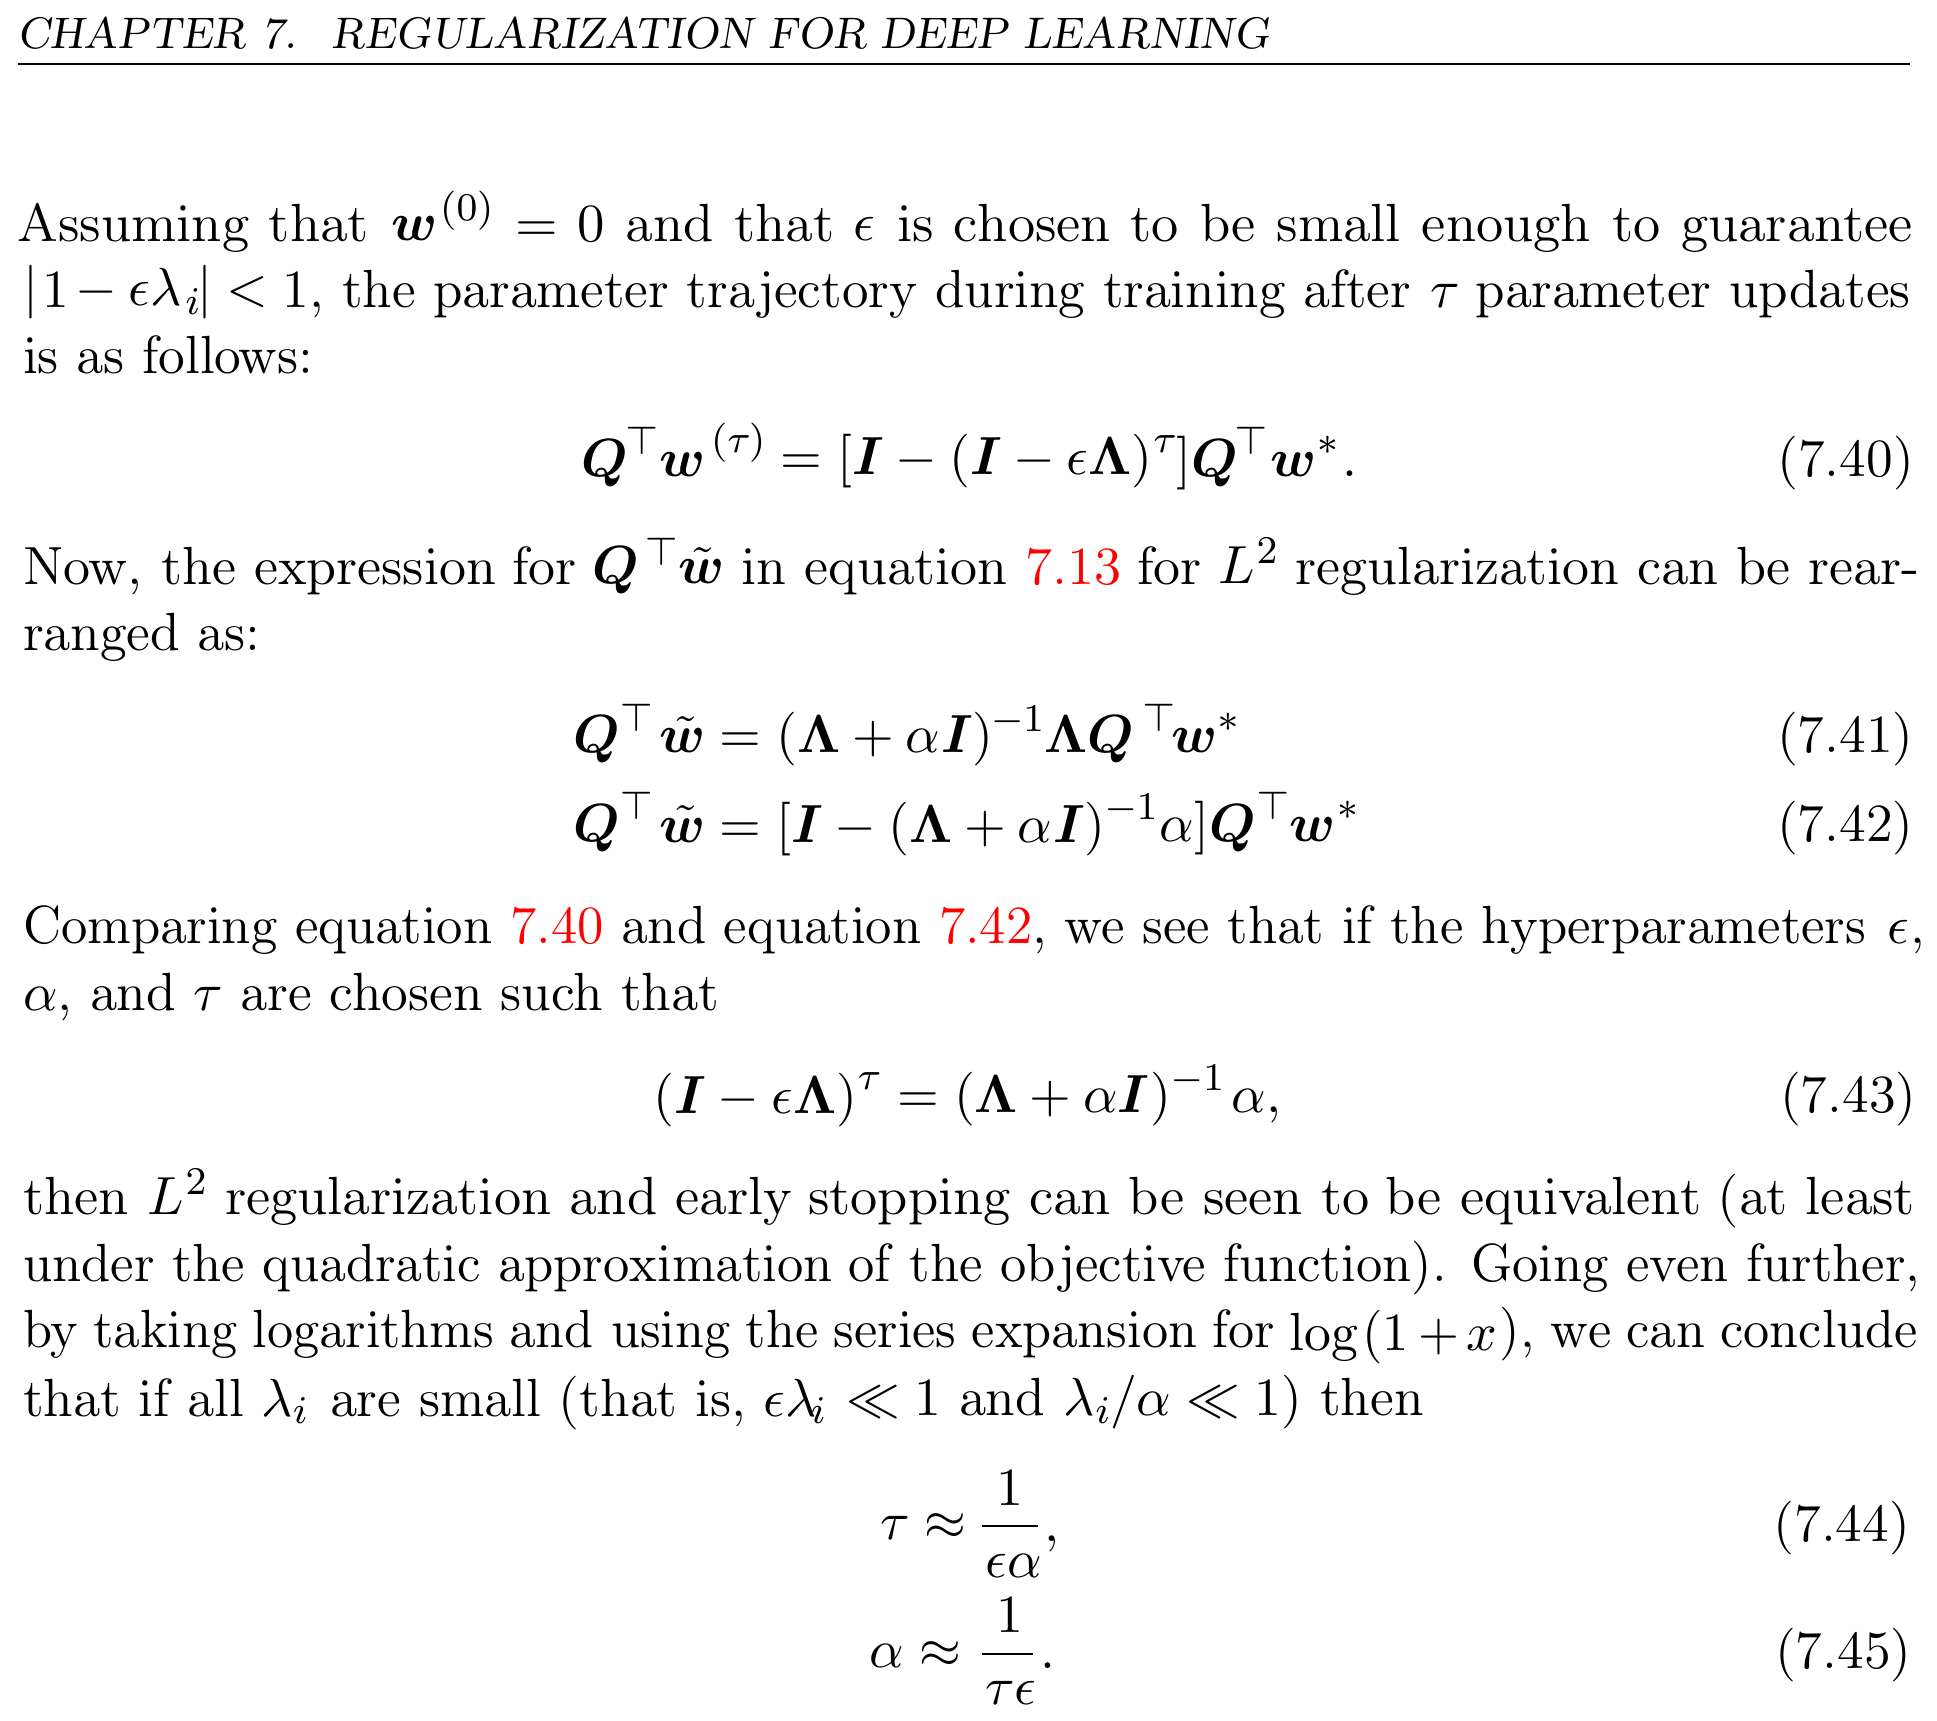 CHAPTER 7. REGULARIZATION FOR DEEP LEARNING
Assuming that w^(0) = 0 and that ϵ is chosen to be small enough to guarantee
|1 − ϵλ_i| < 1, the parameter trajectory during training after τ parameter updates
is as follows:
Q^⊤ w^(τ) = [I − (I − ϵΛ)^τ]Q^⊤ w^*. (7.40)
Now, the expression for Q^⊤ w̃ in equation 7.13 for L^2 regularization can be rear-
ranged as:
Q^⊤ w̃ = (Λ + αI)^−1 ΛQ^⊤ w^* (7.41)
Q^⊤ w̃ = [I − (Λ + αI)^−1 α]Q^⊤ w^* (7.42)
Comparing equation 7.40 and equation 7.42, we see that if the hyperparameters ϵ,
α, and τ are chosen such that
(I − ϵΛ)^τ = (Λ + αI)^−1 α, (7.43)
then L^2 regularization and early stopping can be seen to be equivalent (at least
under the quadratic approximation of the objective function). Going even further,
by taking logarithms and using the series expansion for log(1 + x), we can conclude
that if all λ_i are small (that is, ϵλ_i ≪ 1 and λ_i/α ≪ 1) then
τ ≈ 1/(ϵα), (7.44)
α ≈ 1/(τϵ). (7.45)